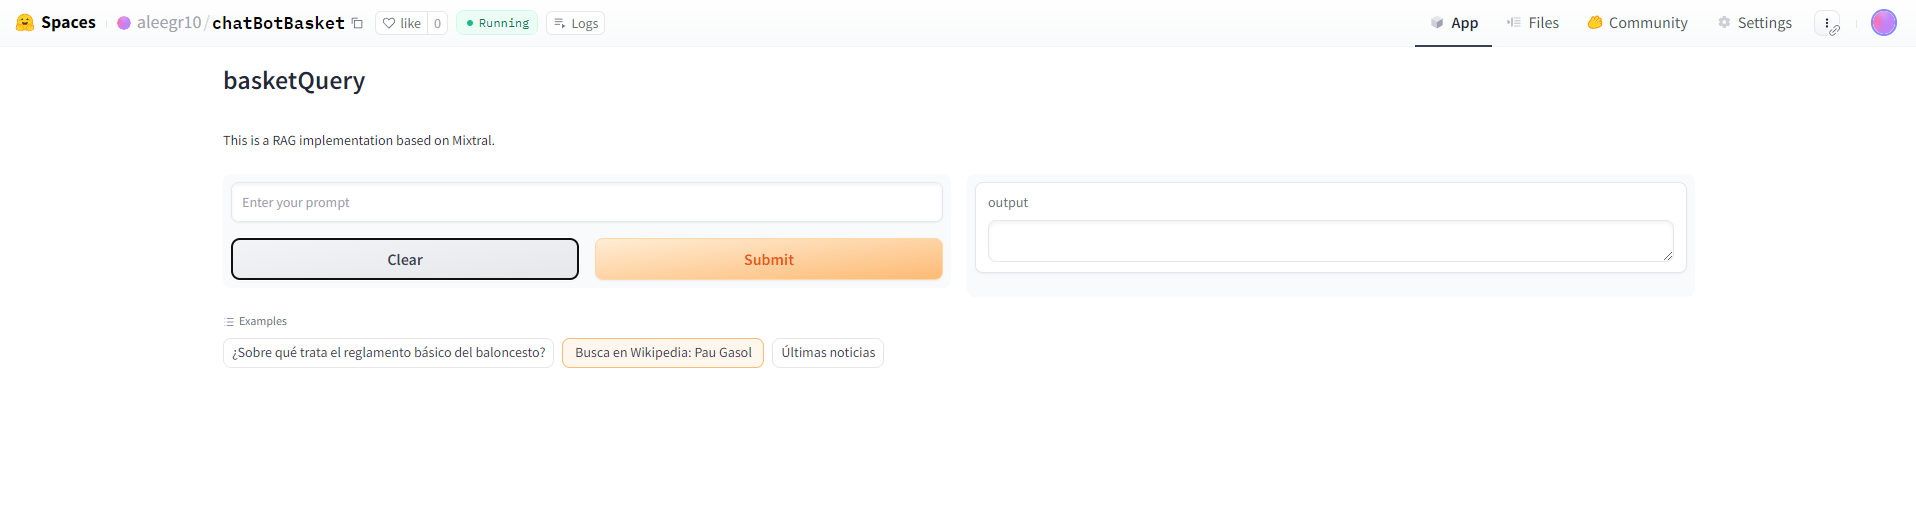 Spaces aleegr10/chatBotBasket like 0 Running Logs App Files Community Settings
basketQuery
This is a RAG implementation based on Mixtral.
Enter your prompt
Clear Submit
output
Examples
¿Sobre qué trata el reglamento básico del baloncesto? Busca en Wikipedia: Pau Gasol Últimas noticias